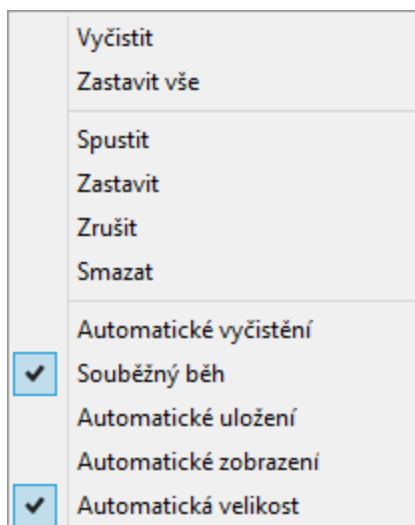 Vyčistit
Zastavit vše
Spustit
Zastavit
Zrušit
Smazat
Automatické vyčistění
Souběžný běh
Automatické uložení
Automatické zobrazení
Automatická velikost